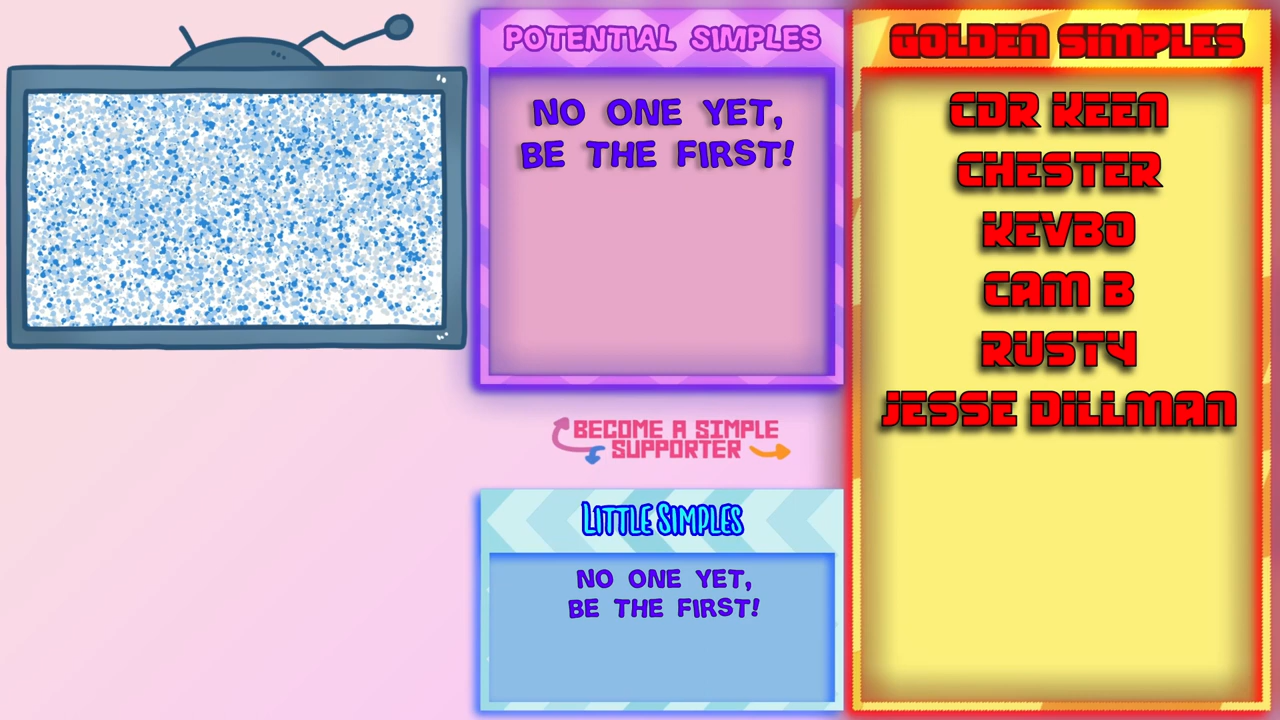 POTENTIAL SIMPLES
NO ONE YET,
BE THE FIRST!
BECOME A SIMPLE
SUPPORTER
LITTLE SIMPLES
NO ONE YET,
BE THE FIRST!
GOLDEN SIMPLES
CDR KEEN
CHESTER
KEVBO
CAM B
RUSTY
JESSE DILLMAN